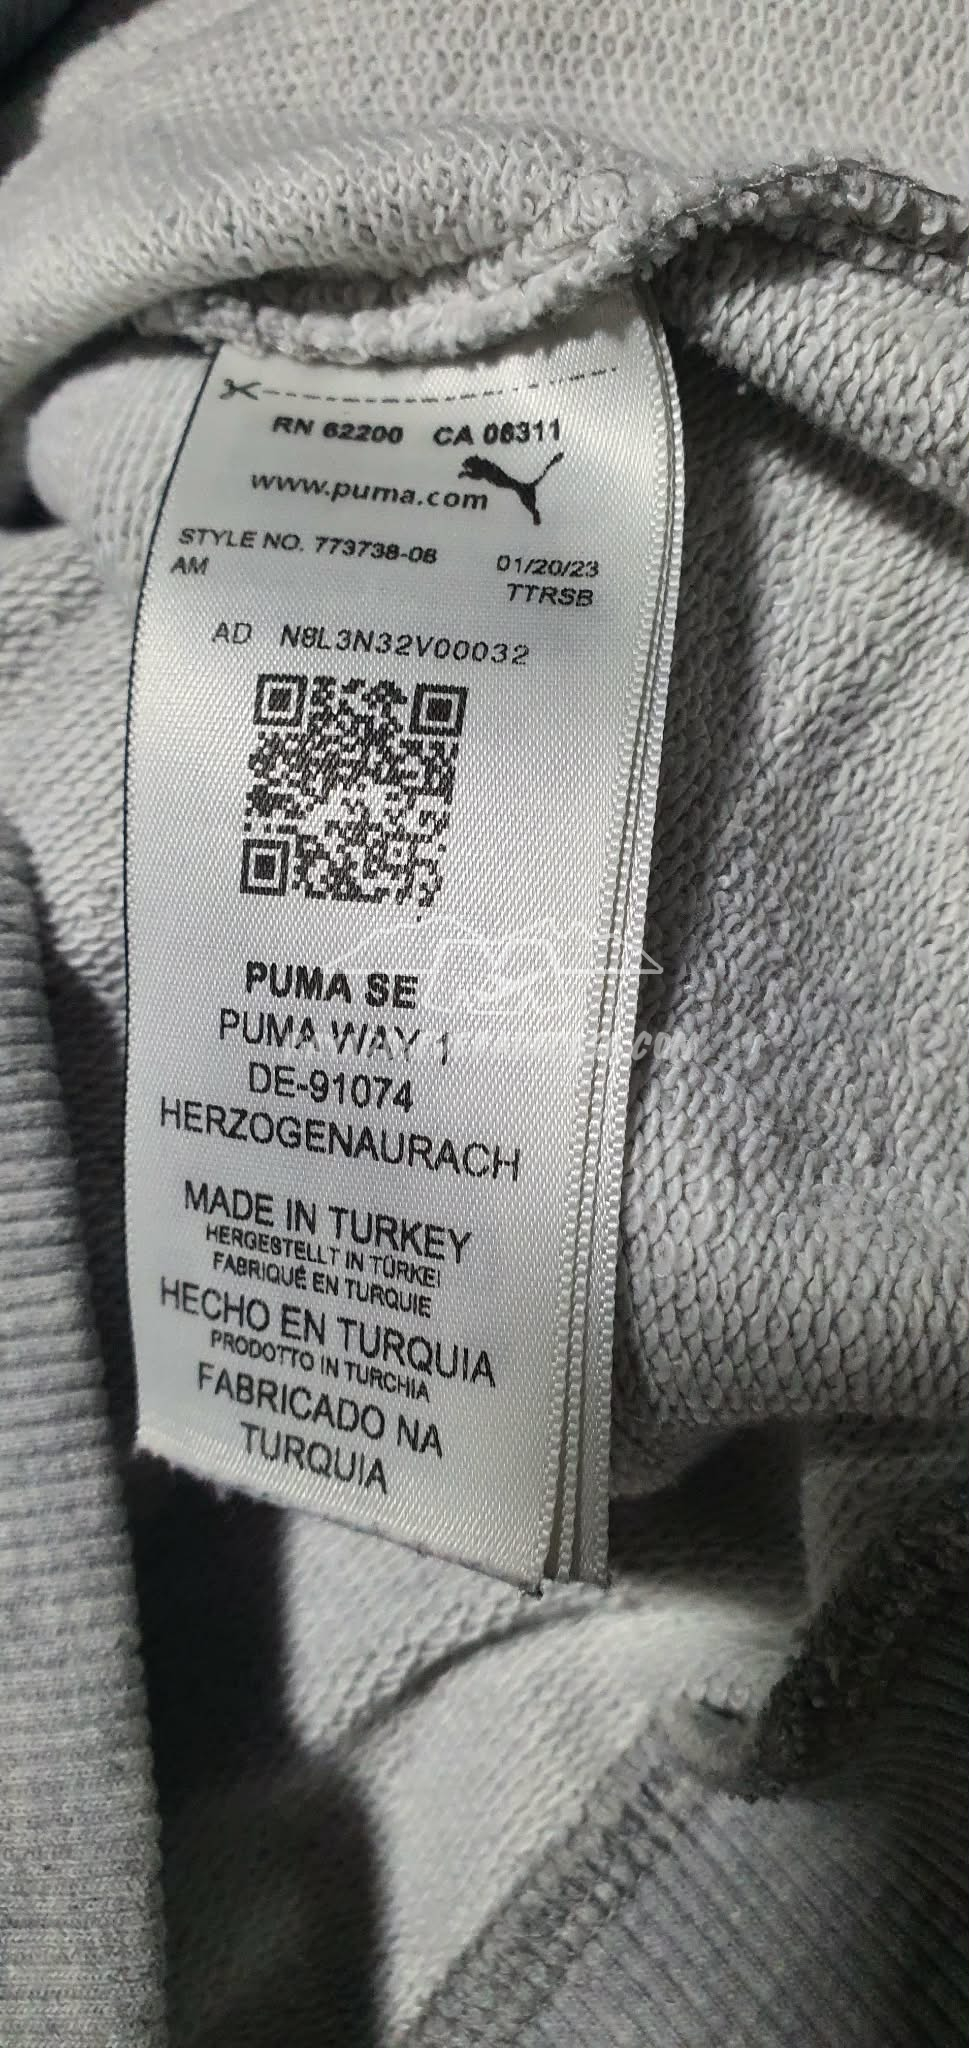 RN 62200 CA 06311
www.puma.com
STYLE NO. 773738-08 01/20/23
AM TTRSB
AD N8L3N32V00032
PUMA SE
PUMA WAY 1
DE-91074
HERZOGENAURACH
MADE IN TURKEY
HERGESTELLT IN TÜRKEI
FABRIQUÉ EN TURQUIE
HECHO EN TURQUIA
PRODOTTO IN TURCHIA
FABRICADO NA
TURQUIA